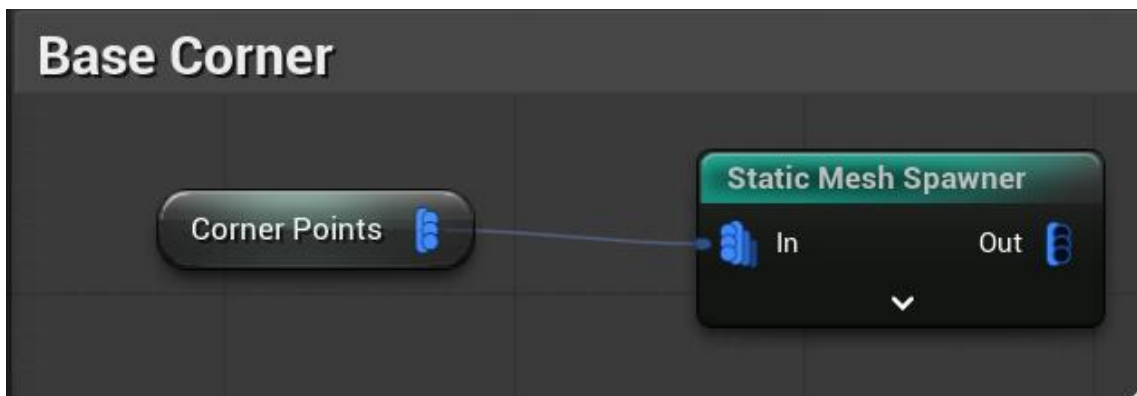 Base Corner
Static Mesh Spawner
Corner Points
In
Out